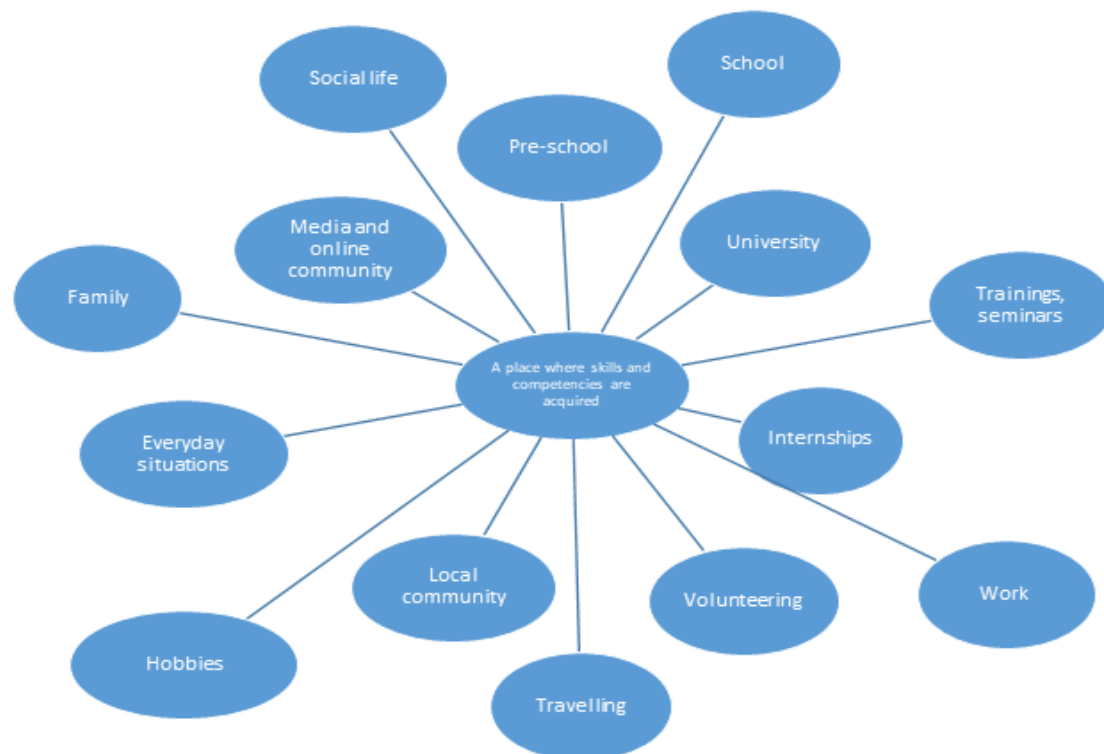 Social life
School
Pre-school
Media and
online
community
University
Family
Trainings,
seminars
A place where skills and
competencies are
acquired
Everyday
situations
Internships
Local
community
Volunteering
Work
Hobbies
Travelling